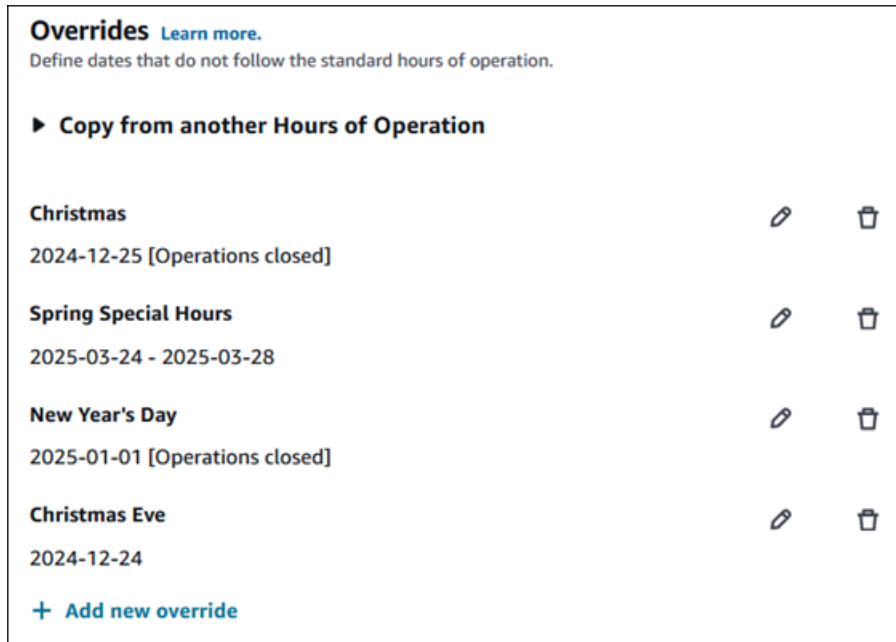 Overrides Learn more.
Define dates that do not follow the standard hours of operation.
Copy from another Hours of Operation
Christmas
2024-12-25 [Operations closed]
Spring Special Hours
2025-03-24 - 2025-03-28
New Year's Day
2025-01-01 [Operations closed]
Christmas Eve
2024-12-24
+ Add new override